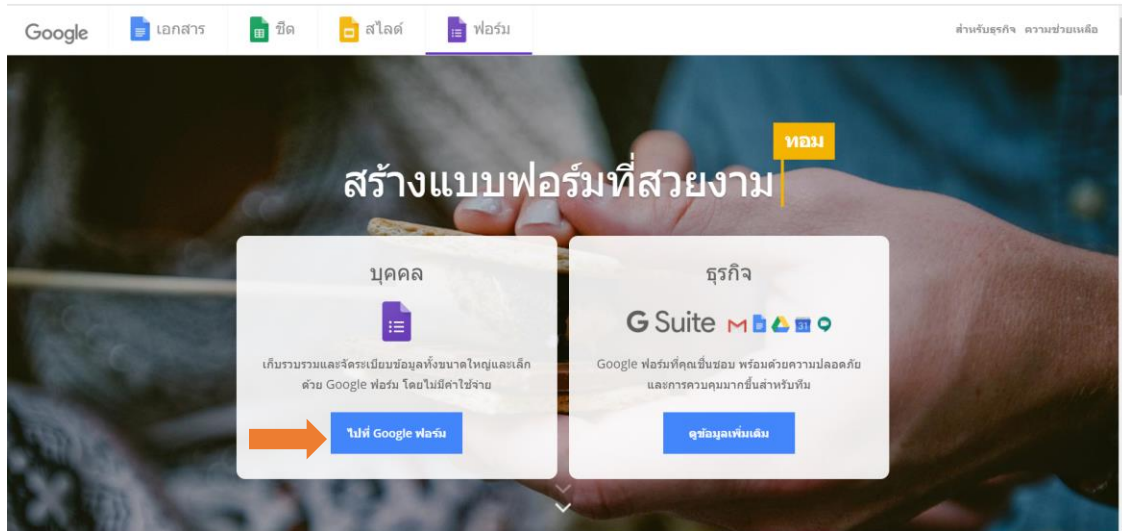 Google เอกสาร ชีต สไลด์ ฟอร์ม สำหรับธุรกิจ ความช่วยเหลือ
ทอม
สร้างแบบฟอร์มที่สวยงาม
บุคคล
เก็บรวบรวมและจัดระเบียบข้อมูลทั้งขนาดใหญ่และเล็ก
ด้วย Google ฟอร์ม โดยไม่มีค่าใช้จ่าย
ไปที่ Google ฟอร์ม
ธุรกิจ
G Suite
Google ฟอร์มที่คุณชื่นชอบ พร้อมด้วยความปลอดภัย
และการควบคุมมากขึ้นสำหรับทีม
ดูข้อมูลเพิ่มเติม